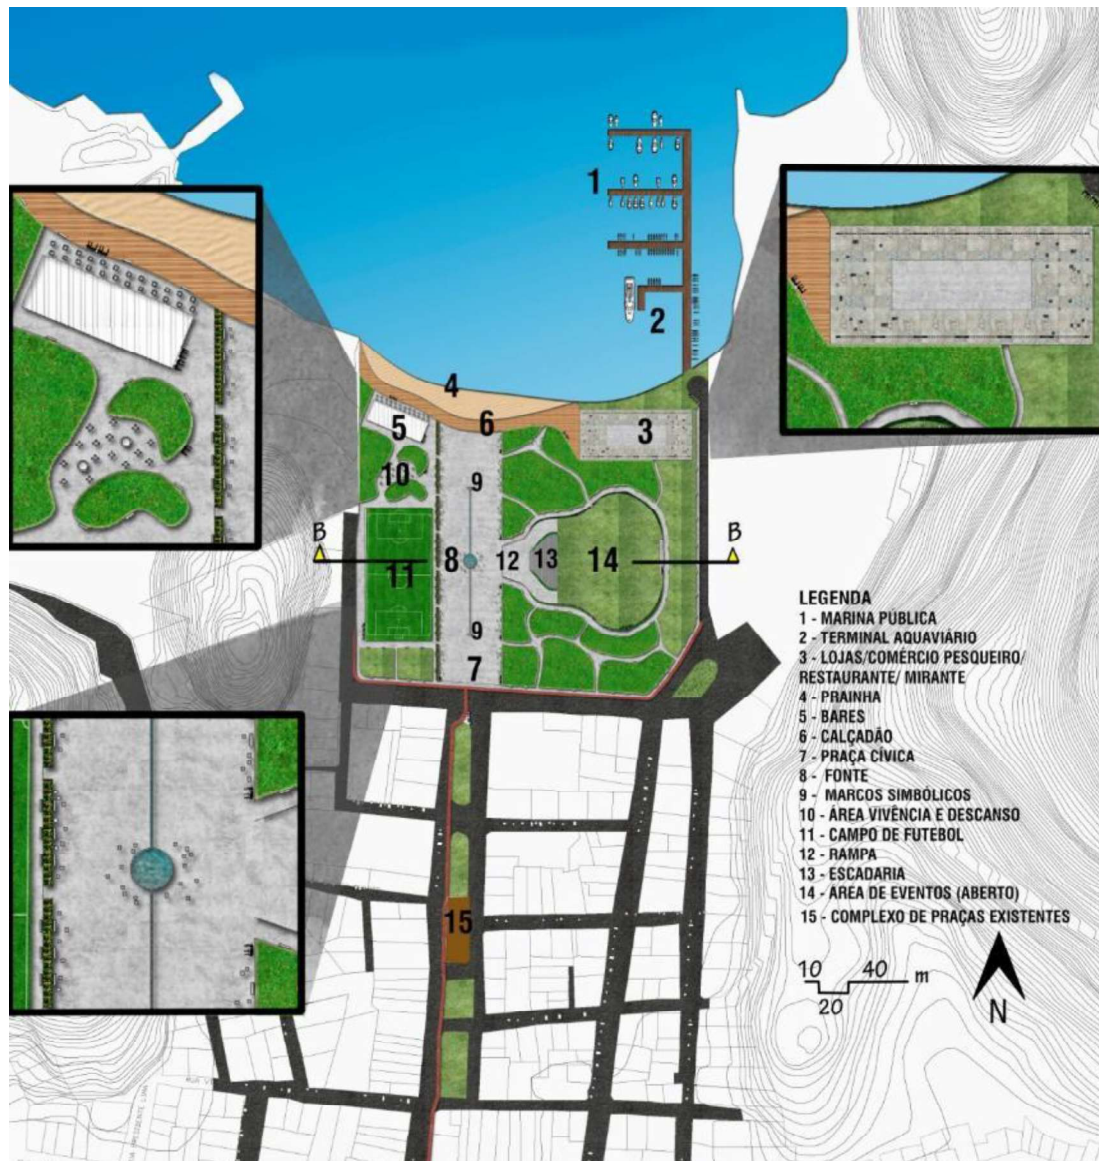 1
2
4
5
6
3
10
9
B
B
8
12
13
14
11
9
7
15
LEGENDA
1 - MARINA PÚBLICA
2 - TERMINAL AQUAVIÁRIO
3 - LOJAS/COMÉRCIO PESQUEIRO/
RESTAURANTE/ MIRANTE
4 - PRAINHA
5 - BARES
6 - CALÇADÃO
7 - PRAÇA CÍVICA
8 - FONTE
9 - MARCOS SIMBÓLICOS
10 - ÁREA VIVÊNCIA E DESCANSO
11 - CAMPO DE FUTEBOL
12 - RAMPA
13 - ESCADARIA
14 - ÁREA DE EVENTOS (ABERTO)
15 - COMPLEXO DE PRAÇAS EXISTENTES
10 40 m
20
N